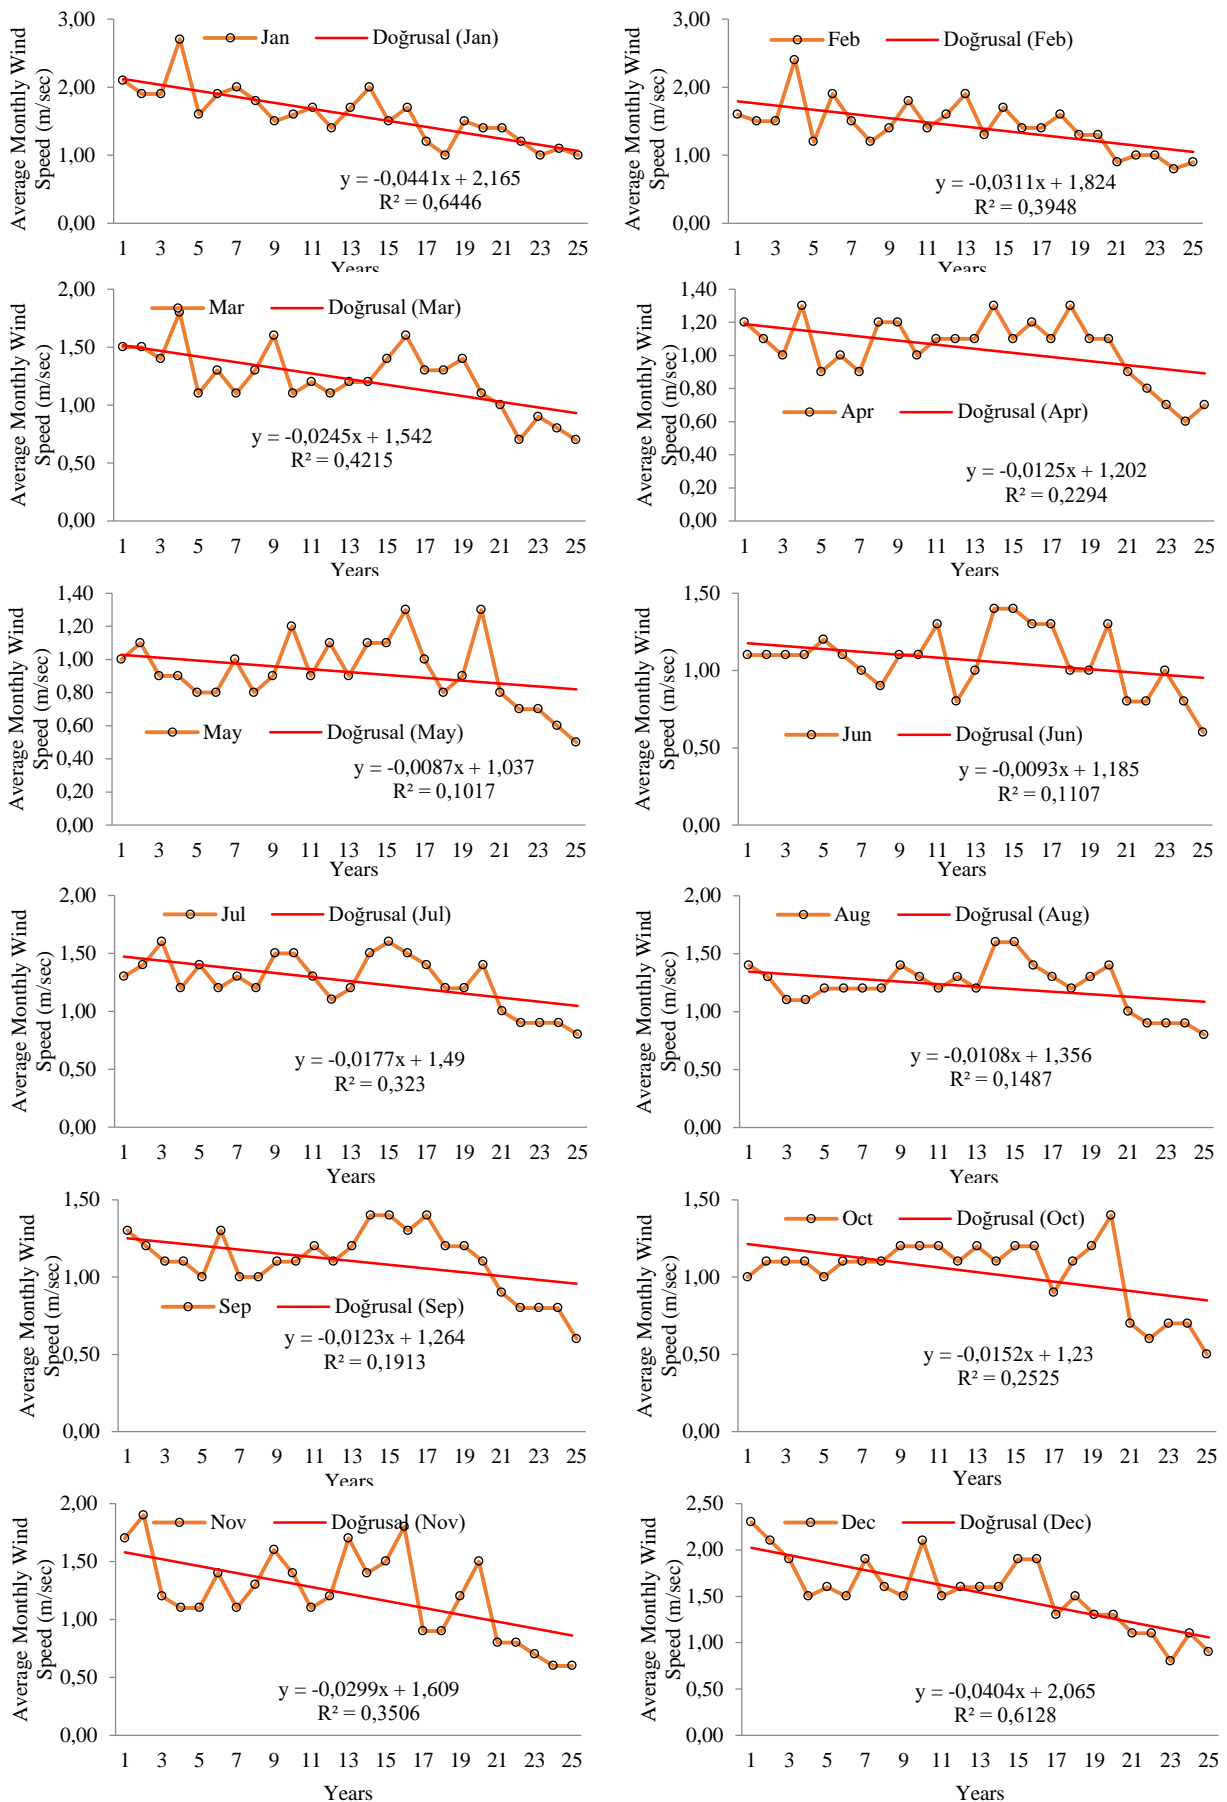 Average Monthly Wind
Speed (m/sec)
3,00
2,00
1,00
0,00
Jan
Doğrusal (Jan)
y = -0,0441x + 2,165
R² = 0,6446
1 3 5 7 9 11 13 15 17 19 21 23 25
Years
Average Monthly Wind
Speed (m/sec)
3,00
2,00
1,00
0,00
Feb
Doğrusal (Feb)
y = -0,0311x + 1,824
R² = 0,3948
1 3 5 7 9 11 13 15 17 19 21 23 25
Years
Average Monthly Wind
Speed (m/sec)
2,00
1,50
1,00
0,50
0,00
Mar
Doğrusal (Mar)
y = -0,0245x + 1,542
R² = 0,4215
1 3 5 7 9 11 13 15 17 19 21 23 25
Years
Average Monthly Wind
Speed (m/sec)
1,40
1,20
1,00
0,80
0,60
0,40
0,20
0,00
Apr
Doğrusal (Apr)
y = -0,0125x + 1,202
R² = 0,2294
1 3 5 7 9 11 13 15 17 19 21 23 25
Years
Average Monthly Wind
Speed (m/sec)
1,40
1,20
1,00
0,80
0,60
0,40
0,20
0,00
May
Doğrusal (May)
y = -0,0087x + 1,037
R² = 0,1017
1 3 5 7 9 11 13 15 17 19 21 23 25
Years
Average Monthly Wind
Speed (m/sec)
1,50
1,00
0,50
0,00
Jun
Doğrusal (Jun)
y = -0,0093x + 1,185
R² = 0,1107
1 3 5 7 9 11 13 15 17 19 21 23 25
Years
Average Monthly Wind
Speed (m/sec)
2,00
1,50
1,00
0,50
0,00
Jul
Doğrusal (Jul)
y = -0,0177x + 1,49
R² = 0,323
1 3 5 7 9 11 13 15 17 19 21 23 25
Years
Average Monthly Wind
Speed (m/sec)
2,00
1,50
1,00
0,50
0,00
Aug
Doğrusal (Aug)
y = -0,0108x + 1,356
R² = 0,1487
1 3 5 7 9 11 13 15 17 19 21 23 25
Years
Average Monthly Wind
Speed (m/sec)
1,50
1,00
0,50
0,00
Sep
Doğrusal (Sep)
y = -0,0123x + 1,264
R² = 0,1913
1 3 5 7 9 11 13 15 17 19 21 23 25
Years
Average Monthly Wind
Speed (m/sec)
1,50
1,00
0,50
0,00
Oct
Doğrusal (Oct)
y = -0,0152x + 1,23
R² = 0,2525
1 3 5 7 9 11 13 15 17 19 21 23 25
Years
Average Monthly Wind
Speed (m/sec)
2,00
1,50
1,00
0,50
0,00
Nov
Doğrusal (Nov)
y = -0,0299x + 1,609
R² = 0,3506
1 3 5 7 9 11 13 15 17 19 21 23 25
Years
Average Monthly Wind
Speed (m/sec)
2,50
2,00
1,50
1,00
0,50
0,00
Dec
Doğrusal (Dec)
y = -0,0404x + 2,065
R² = 0,6128
1 3 5 7 9 11 13 15 17 19 21 23 25
Years